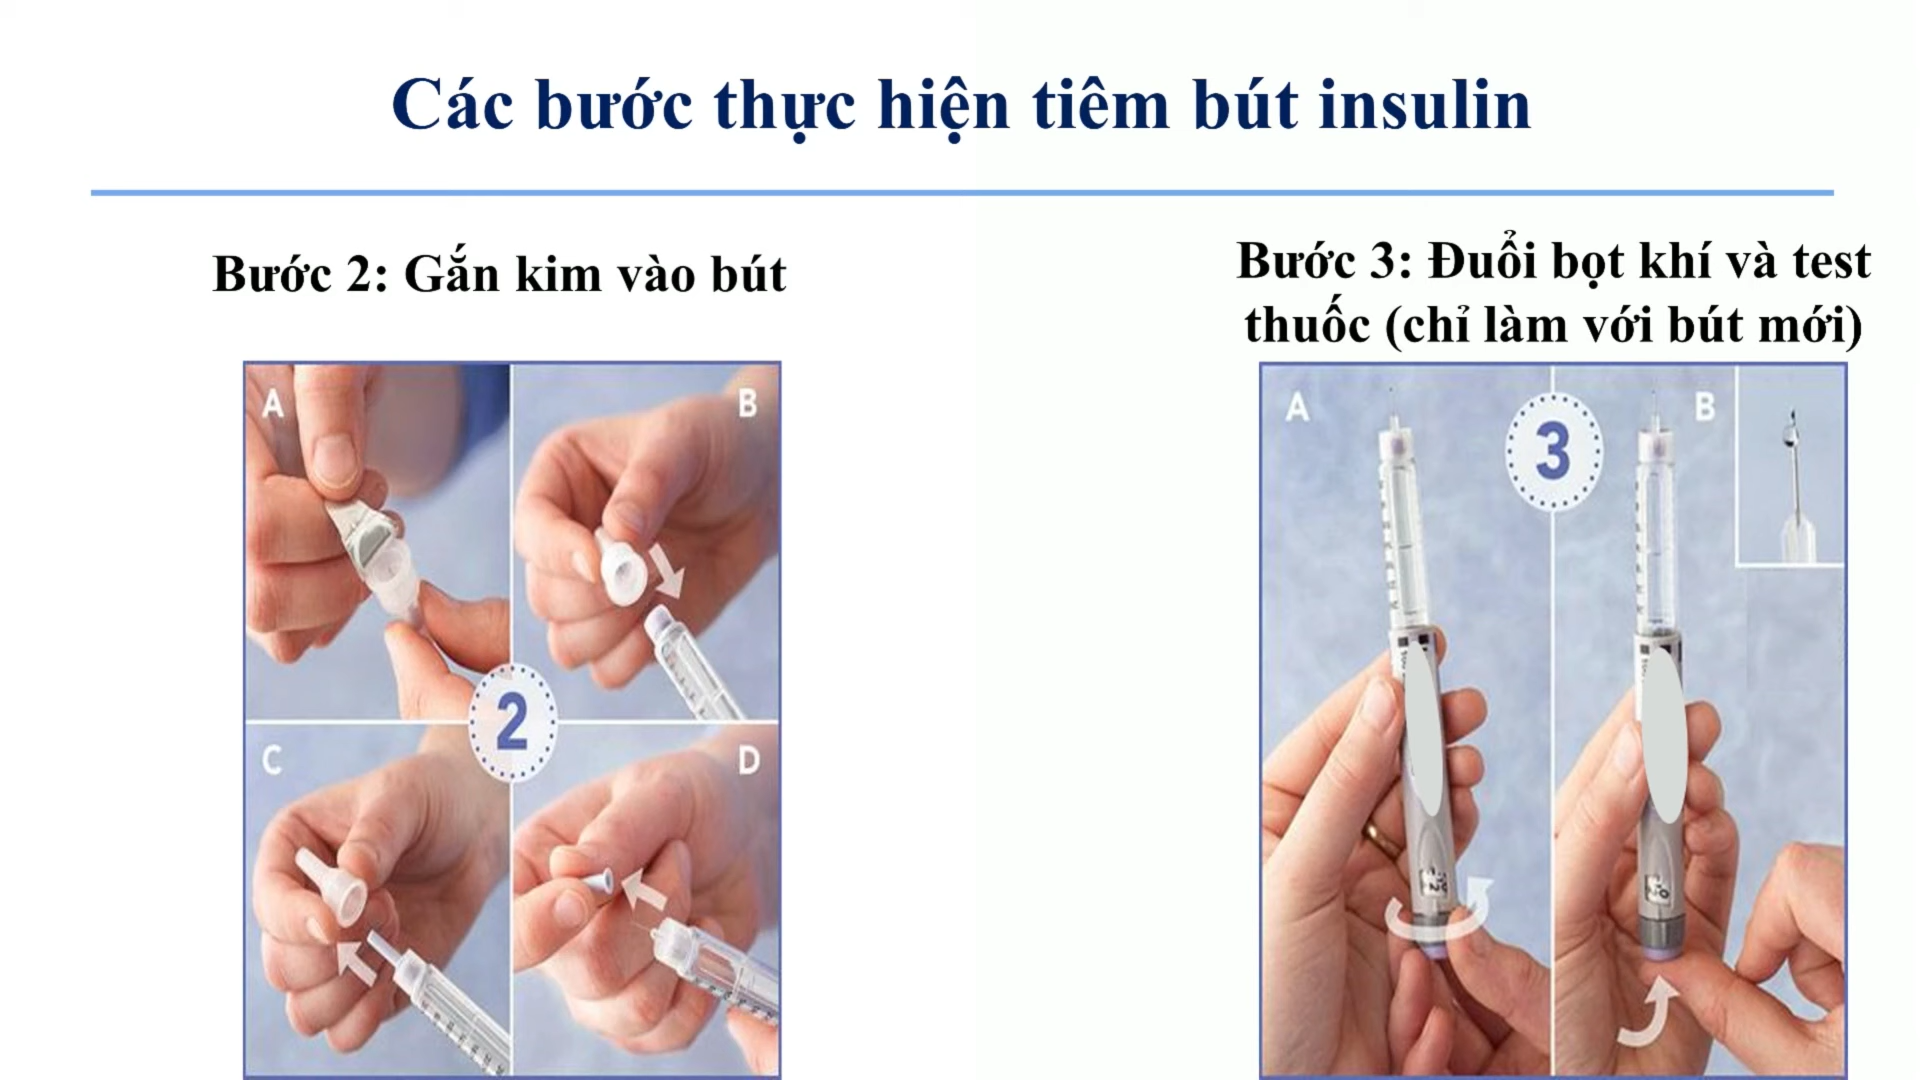 Các bước thực hiện tiêm bút insulin
Bước 2: Gắn kim vào bút
A
B
2
C
D
Bước 3: Đuổi bọt khí và test
thuốc (chỉ làm với bút mới)
A
3
B